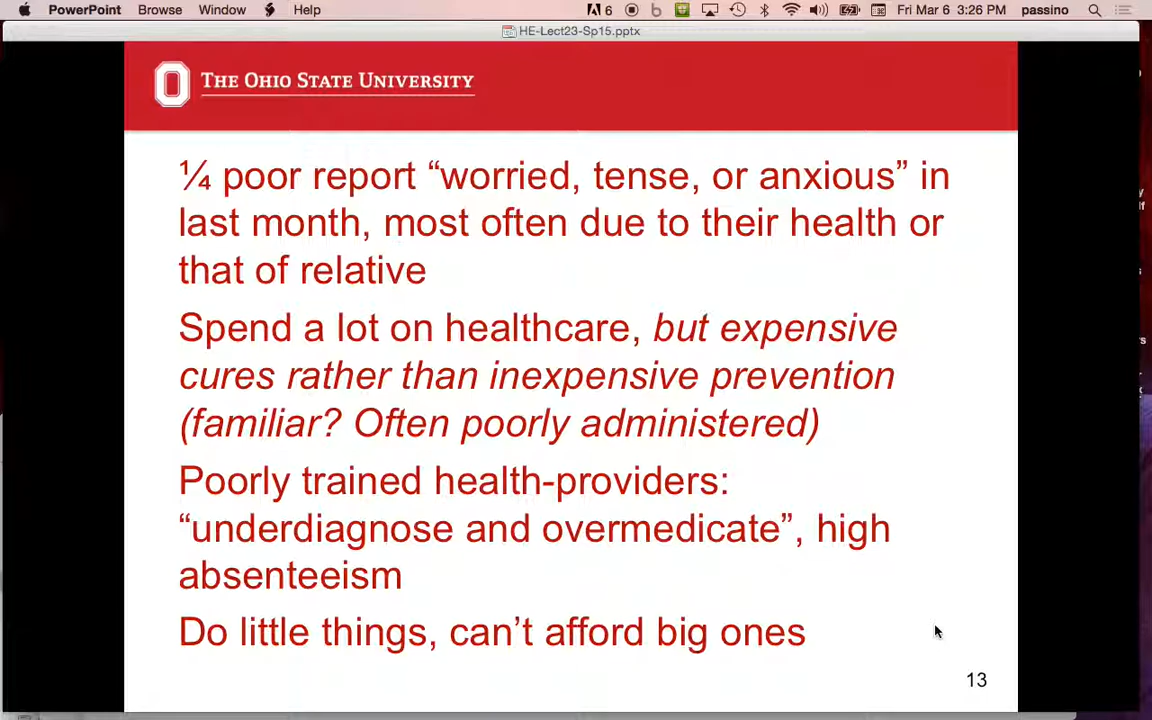 PowerPoint Browse Window Help 6 Fri Mar 6 3:26 PM passino
HE-Lect23-Sp15.pptx
THE OHIO STATE UNIVERSITY
¼ poor report “worried, tense, or anxious” in
last month, most often due to their health or
that of relative
Spend a lot on healthcare, but expensive
cures rather than inexpensive prevention
(familiar? Often poorly administered)
Poorly trained health-providers:
“underdiagnose and overmedicate”, high
absenteeism
Do little things, can’t afford big ones
13